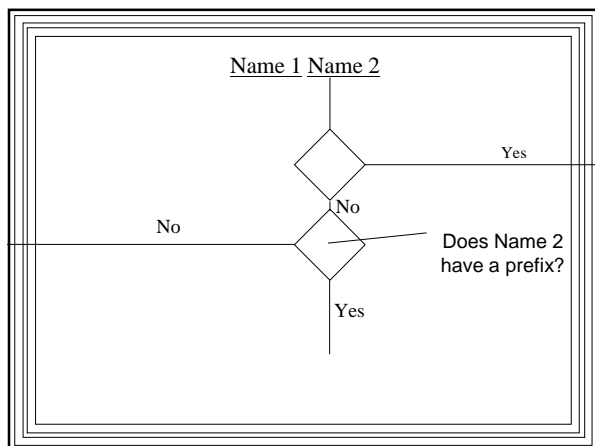 Name 1 Name 2
Yes
No
No
Does Name 2
have a prefix?
Yes